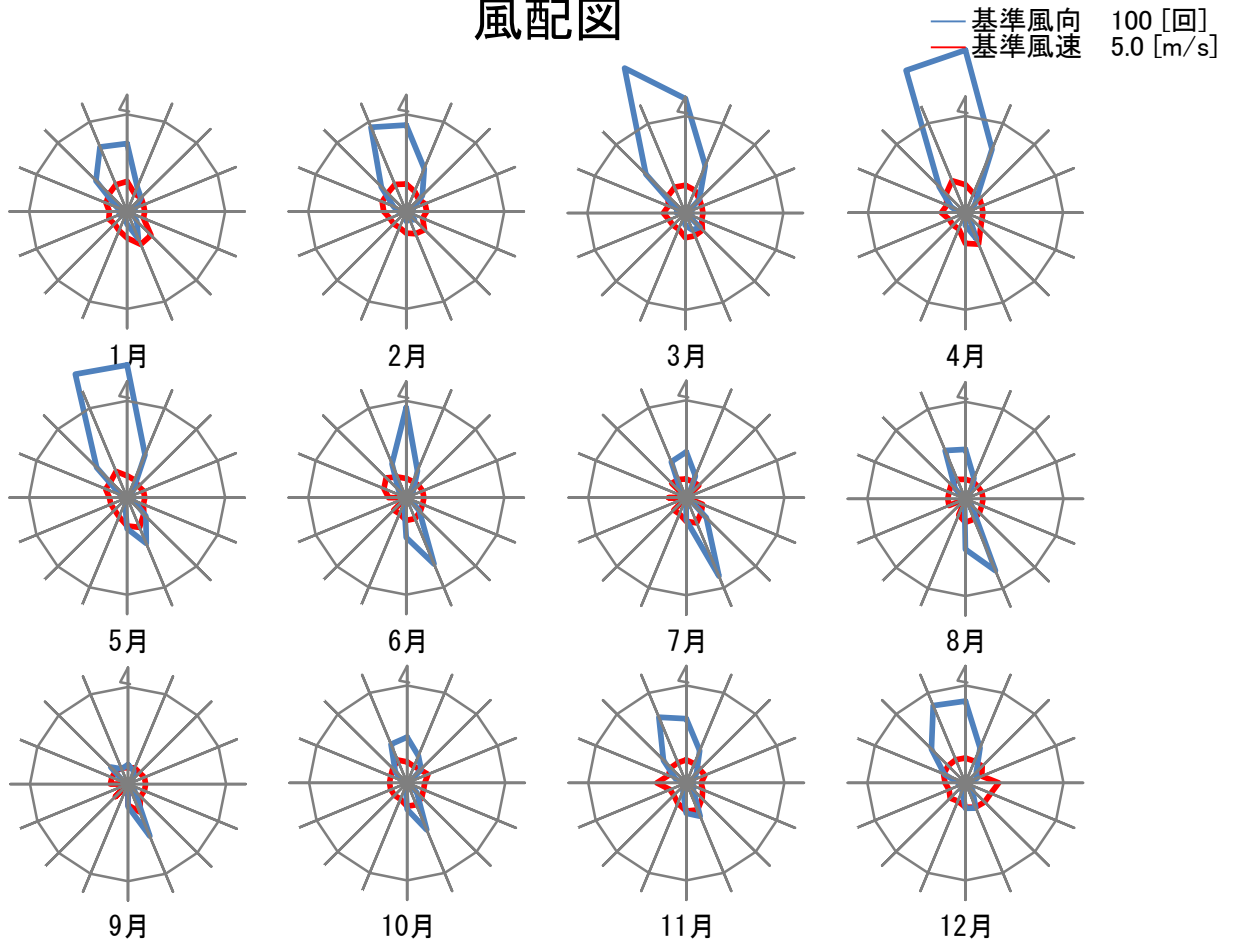 風配図
基準風向 100 [回]
基準風速 5.0 [m/s]
1月
2月
3月
4月
5月
6月
7月
8月
9月
10月
11月
12月